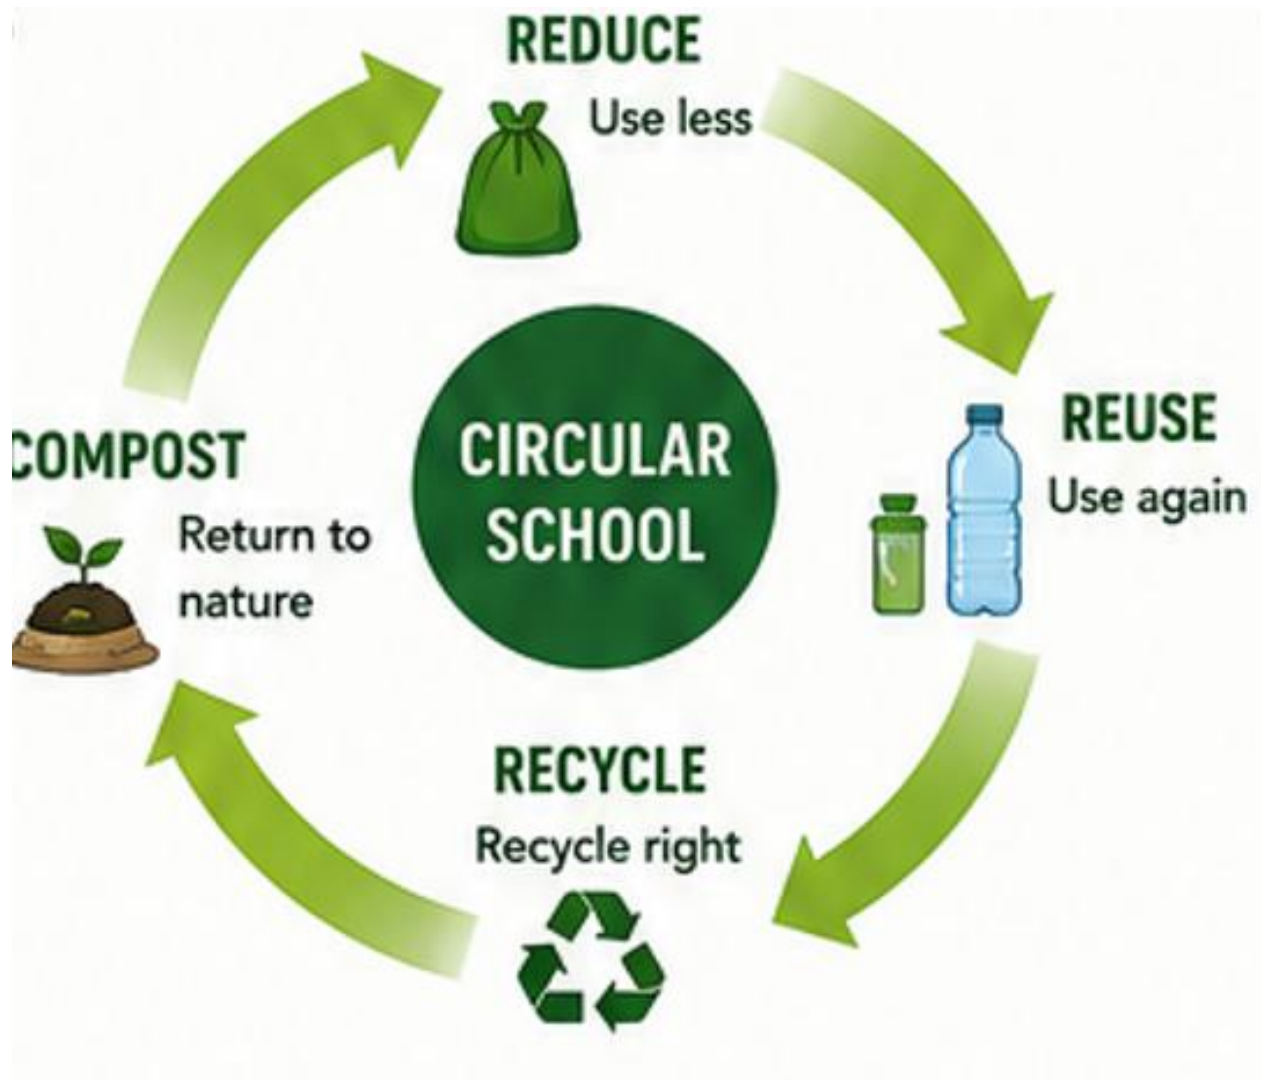 REDUCE
Use less
REUSE
Use again
RECYCLE
Recycle right
COMPOST
Return to
nature
CIRCULAR
SCHOOL